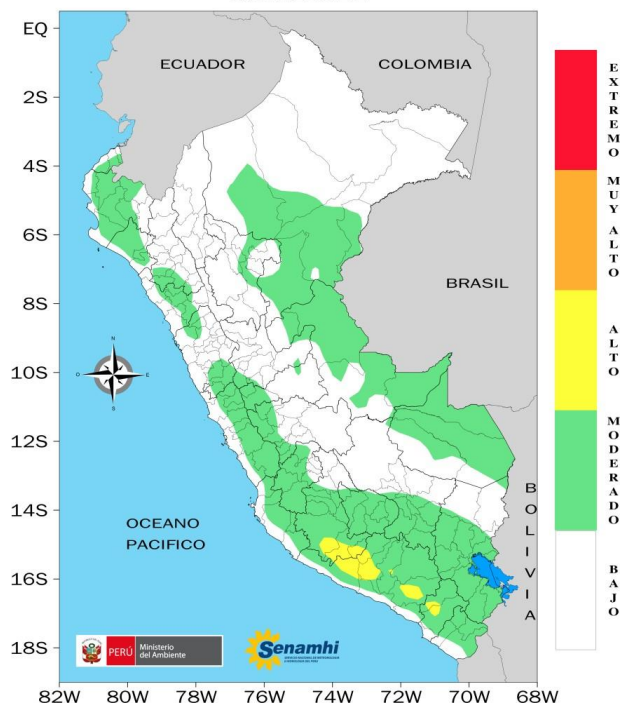 EQ
2S
4S
6S
8S
10S
12S
14S
16S
18S
82W 80W 78W 76W 74W 72W 70W 68W
ECUADOR
COLOMBIA
BRASIL
BOLIVIA
OCEANO
PACIFICO
N
O
E
S
PERÚ
Ministerio
del Ambiente
Senamhi
EXTREMO
MUY ALTO
ALTO
MODERADO
BAJO